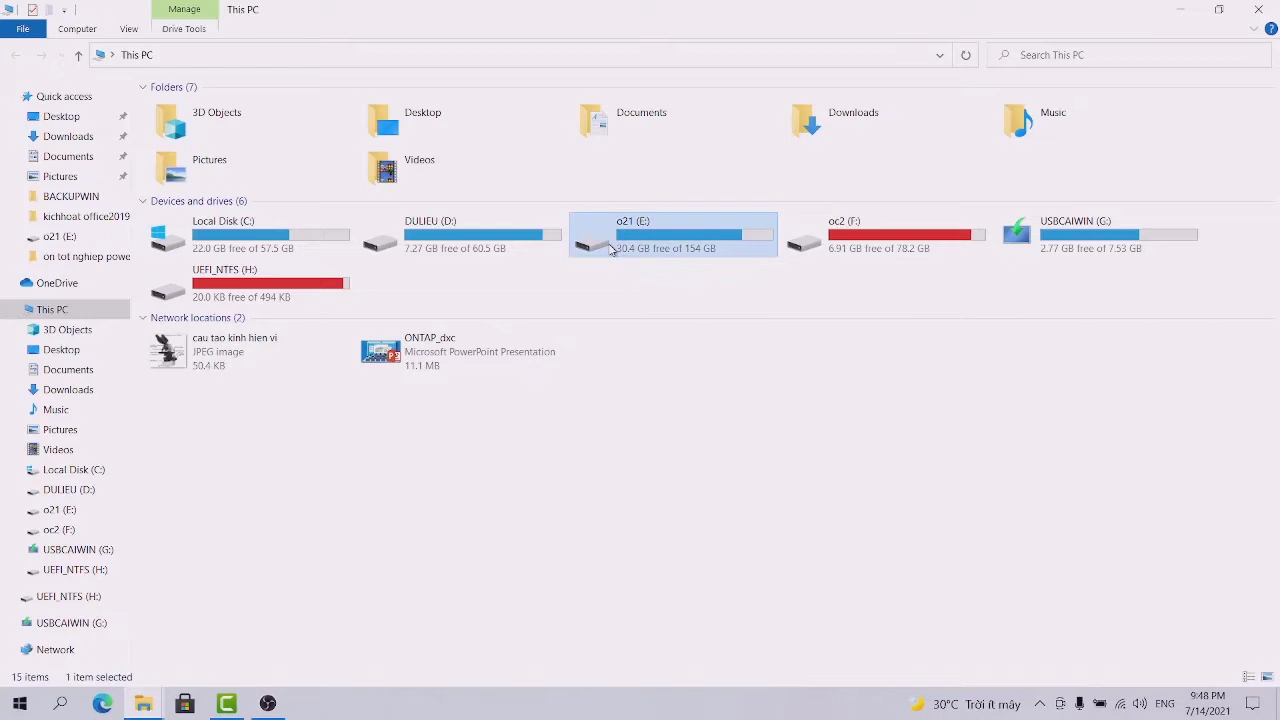 Manage
This PC
File
Computer
View
Drive Tools
This PC
Search This PC
Quick access
Desktop
Downloads
Documents
Pictures
BACKUPWIN
kichhoat office2019
o21 (E:)
on tot nghiep powe
OneDrive
This PC
3D Objects
Desktop
Documents
Downloads
Music
Pictures
Videos
Local Disk (C:)
DULIEU (D:)
o21 (E:)
oc2 (F:)
USBCAIWIN (G:)
UEFI_NTFS (H:)
UEFI_NTFS (H:)
USBCAIWIN (G:)
Network
Folders (7)
3D Objects
Desktop
Documents
Downloads
Music
Pictures
Videos
Devices and drives (6)
Local Disk (C:)
22.0 GB free of 57.5 GB
DULIEU (D:)
7.27 GB free of 60.5 GB
o21 (E:)
30.4 GB free of 154 GB
oc2 (F:)
6.91 GB free of 78.2 GB
USBCAIWIN (G:)
2.77 GB free of 7.53 GB
UEFI_NTFS (H:)
20.0 KB free of 494 KB
Network locations (2)
cau tao kinh hien vi
JPEG image
50.4 KB
ONTAP_dxc
Microsoft PowerPoint Presentation
11.1 MB
15 items
1 item selected
30°C Trời ít mây
ENG
9:48 PM
7/14/2021